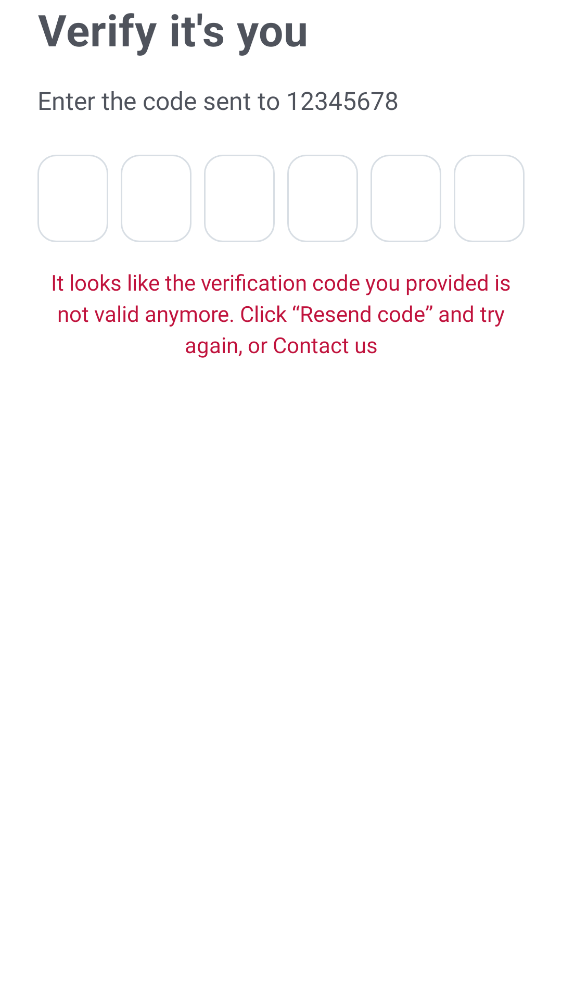 Verify it's you
Enter the code sent to 12345678
It looks like the verification code you provided is
not valid anymore. Click “Resend code” and try
again, or Contact us